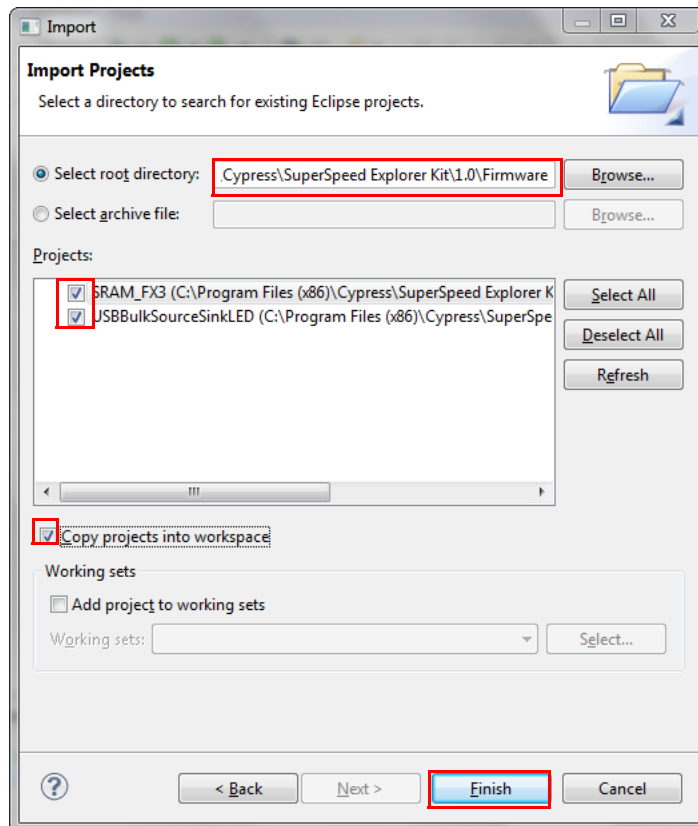 Import
Import Projects
Select a directory to search for existing Eclipse projects.
Select root directory: Cypress\SuperSpeed Explorer Kit\1.0\Firmware Browse...
Select archive file: Browse...
Projects:
SRAM_FX3 (C:\Program Files (x86)\Cypress\SuperSpeed Explorer K
USBBulkSourceSinkLED (C:\Program Files (x86)\Cypress\SuperSpe
Select All
Deselect All
Refresh
Copy projects into workspace
Working sets
Add project to working sets
Working sets: Select...
? < Back Next > Finish Cancel